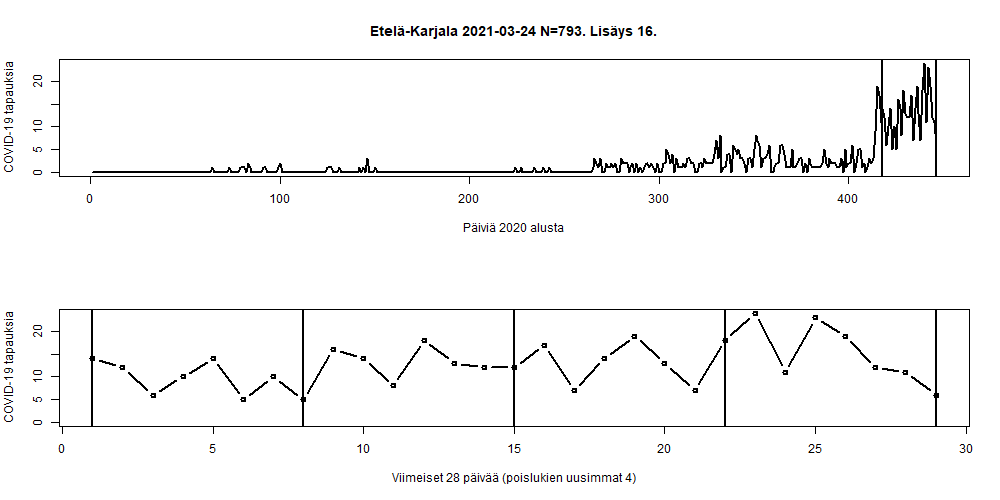 Etelä-Karjala 2021-03-24 N=793. Lisäys 16.
COVID-19 tapauksia
0 5 10 20
0 100 200 300 400
Päiviä 2020 alusta
COVID-19 tapauksia
0 5 10 20
0 5 10 15 20 25 30
Viimeiset 28 päivää (poislukien uusimmat 4)